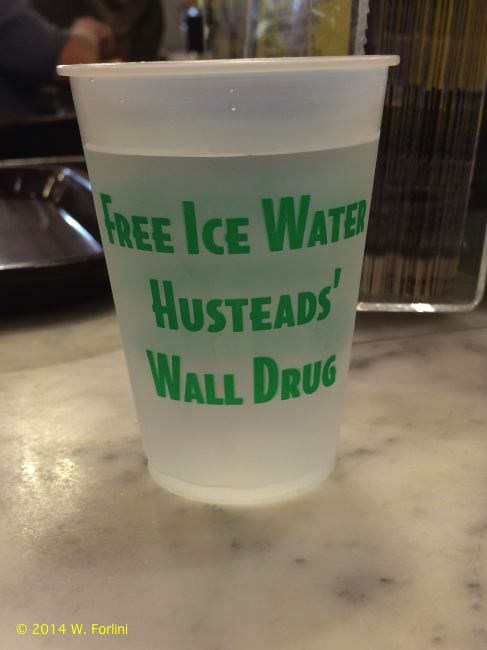 Free Ice Water
Husteads'
Wall Drug
© 2014 W. Forlini